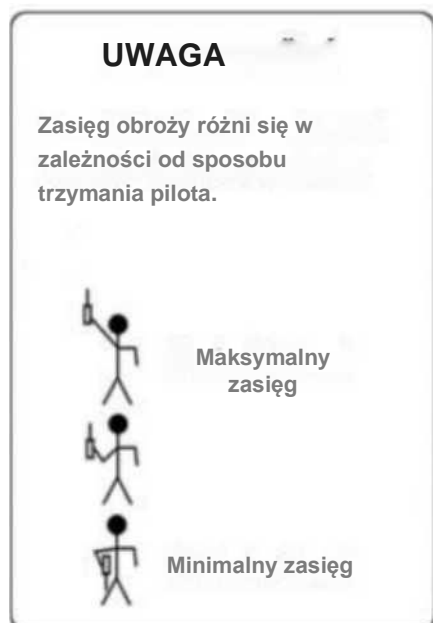 UWAGA
Zasięg obroży różni się w
zależności od sposobu
trzymania pilota.
Maksymalny
zasięg
Minimalny zasięg